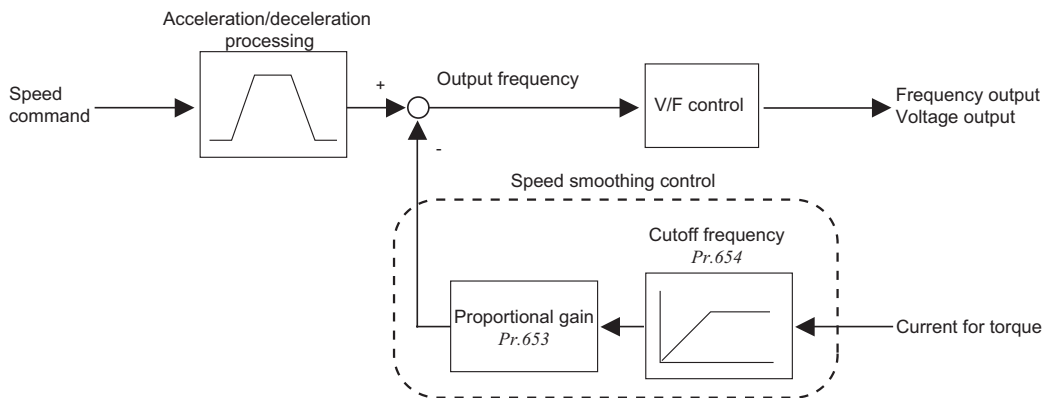 Acceleration/deceleration
processing
Speed
command
+
Output frequency
V/F control
Frequency output
Voltage output
-
Speed smoothing control
Cutoff frequency
Pr.654
Proportional gain
Pr.653
Current for torque